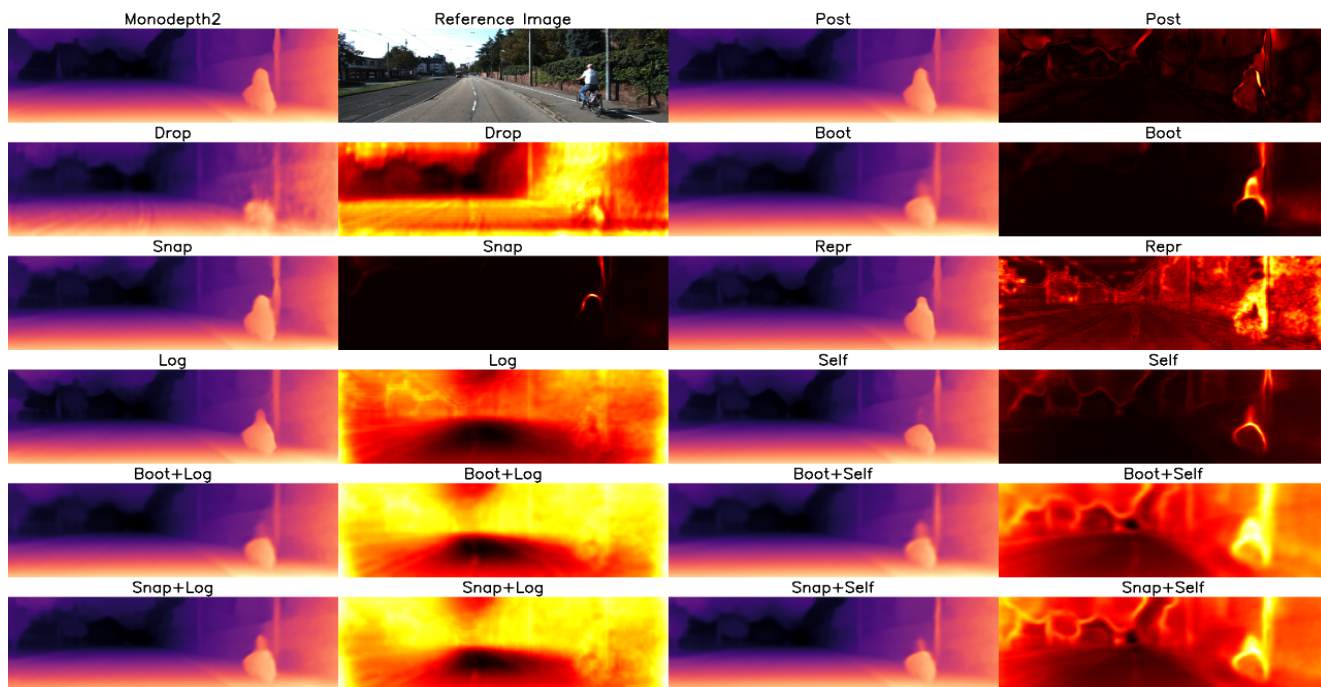 Monodepth2 Reference Image Post Post
Drop Drop Boot Boot
Snap Snap Repr Repr
Log Log Self Self
Boot+Log Boot+Log Boot+Self Boot+Self
Snap+Log Snap+Log Snap+Self Snap+Self